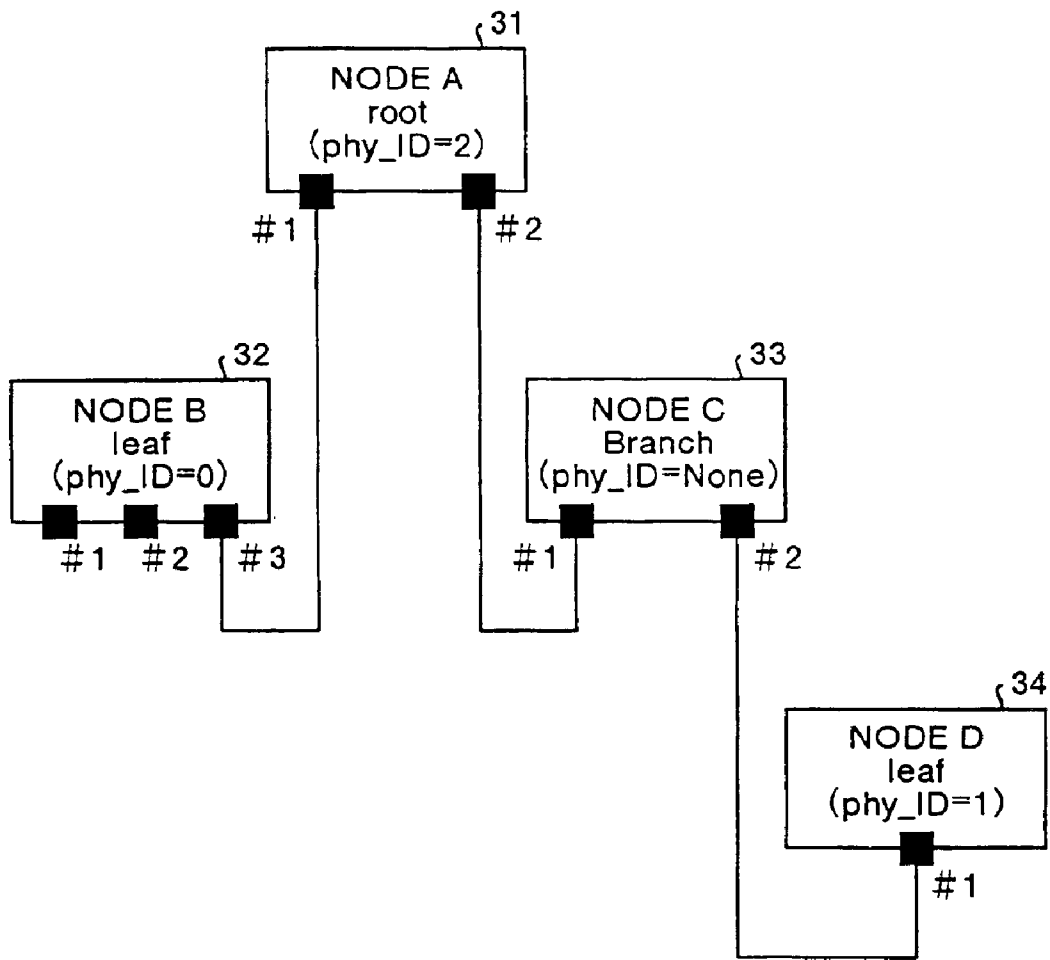 31
NODE A
root
(phy_ID=2)
#1
#2
32
NODE B
leaf
(phy_ID=0)
#1 #2 #3
33
NODE C
Branch
(phy_ID=None)
#1
#2
34
NODE D
leaf
(phy_ID=1)
#1